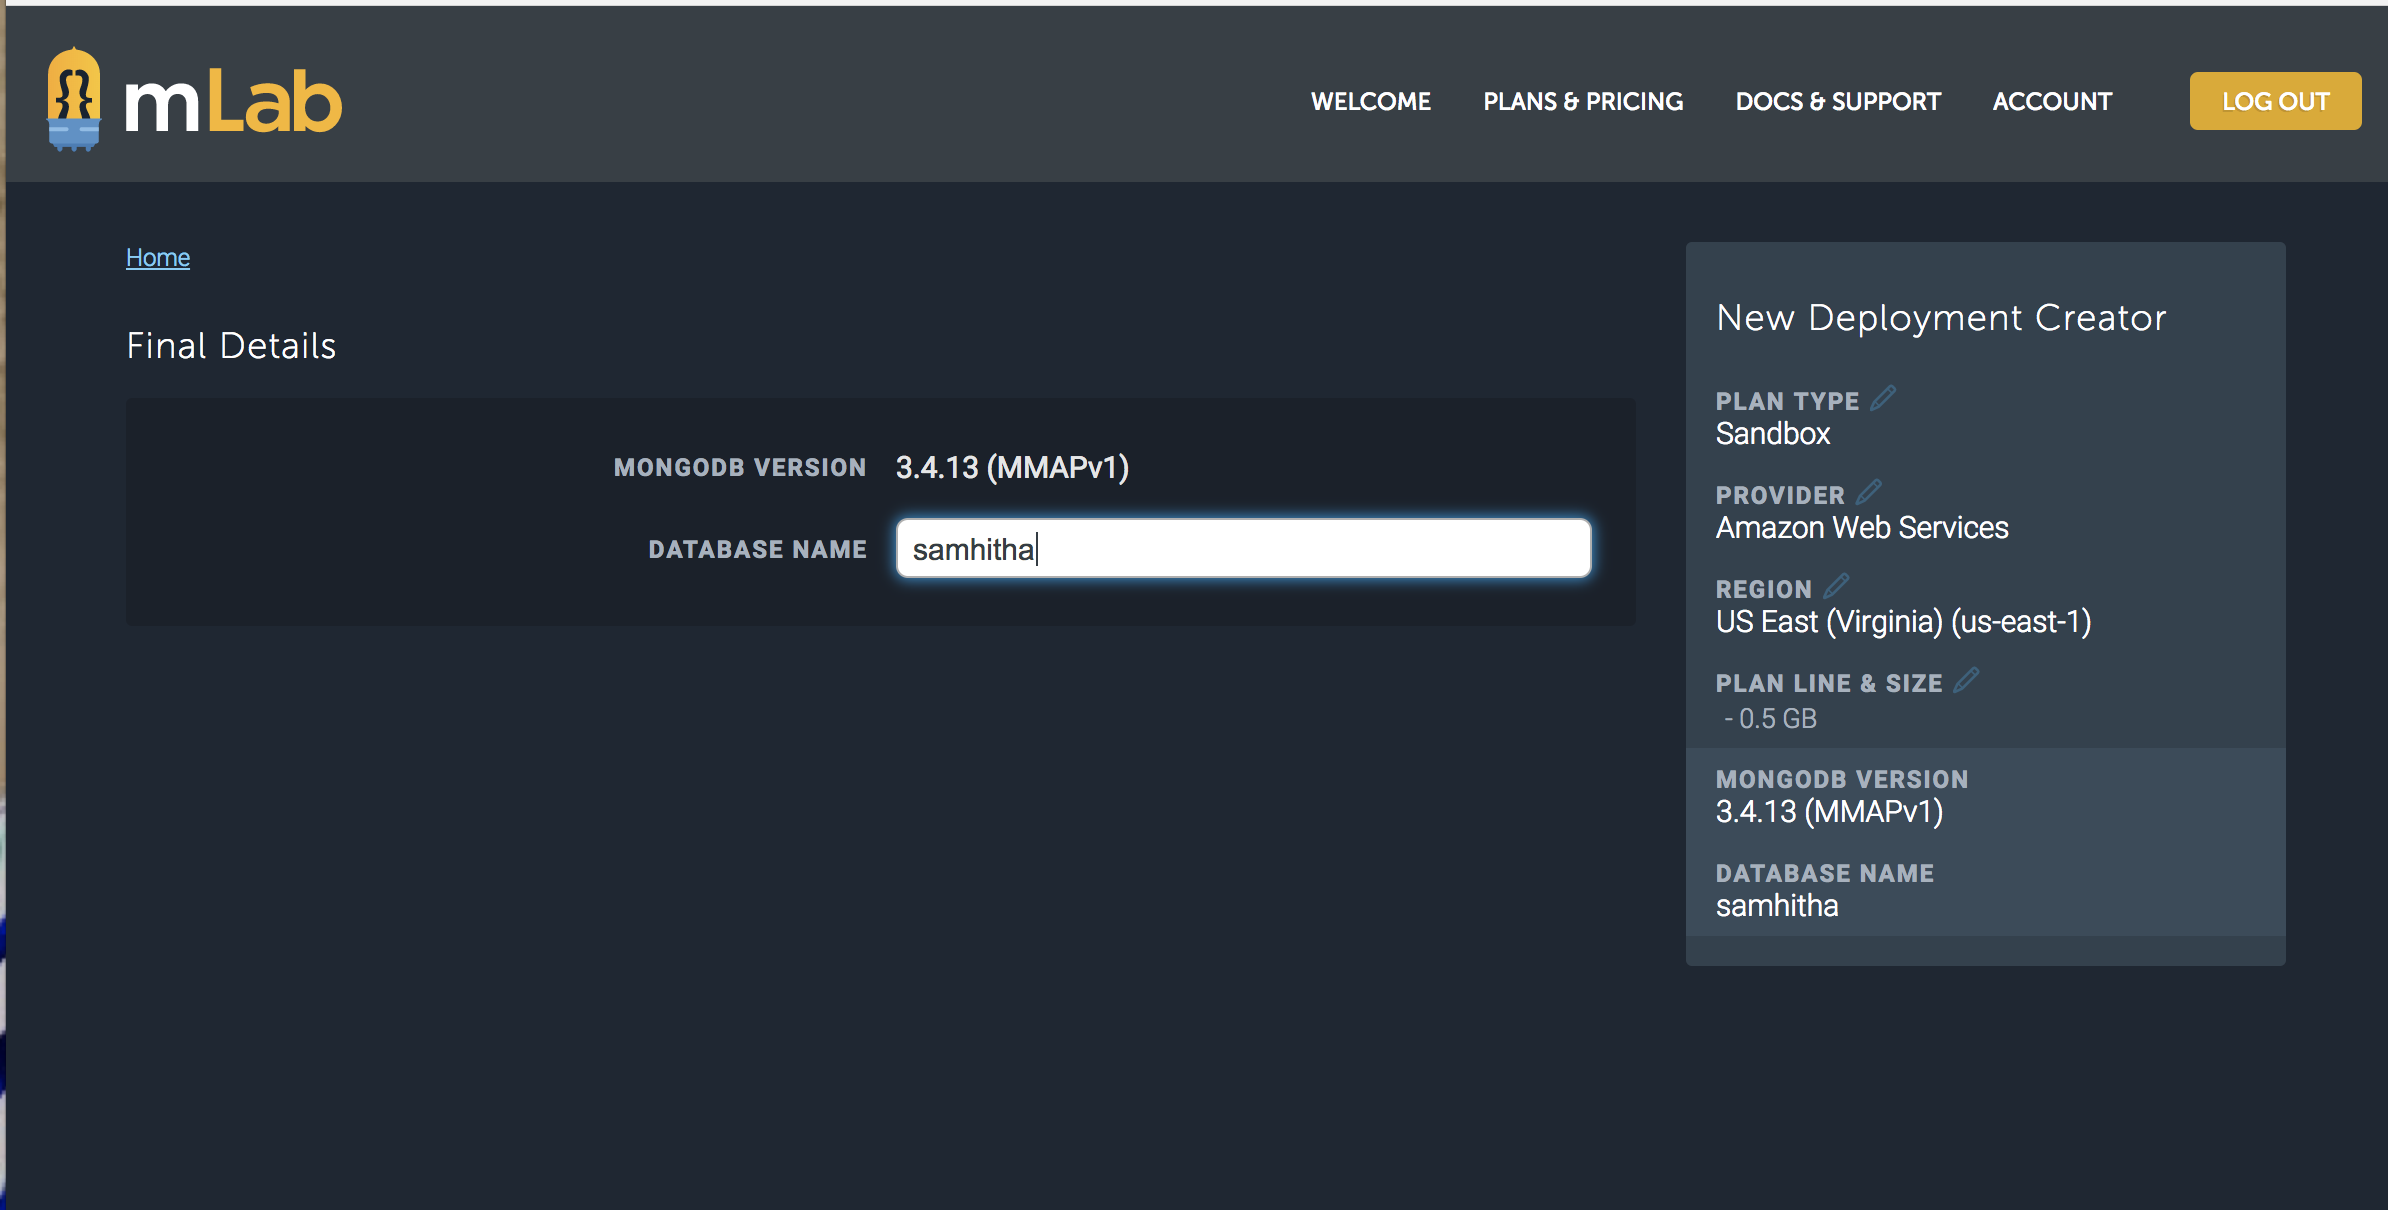 mLab
WELCOME PLANS & PRICING DOCS & SUPPORT ACCOUNT LOG OUT
Home
Final Details
MONGODB VERSION 3.4.13 (MMAPv1)
DATABASE NAME samhitha
New Deployment Creator
PLAN TYPE
Sandbox
PROVIDER
Amazon Web Services
REGION
US East (Virginia) (us-east-1)
PLAN LINE & SIZE
- 0.5 GB
MONGODB VERSION
3.4.13 (MMAPv1)
DATABASE NAME
samhitha